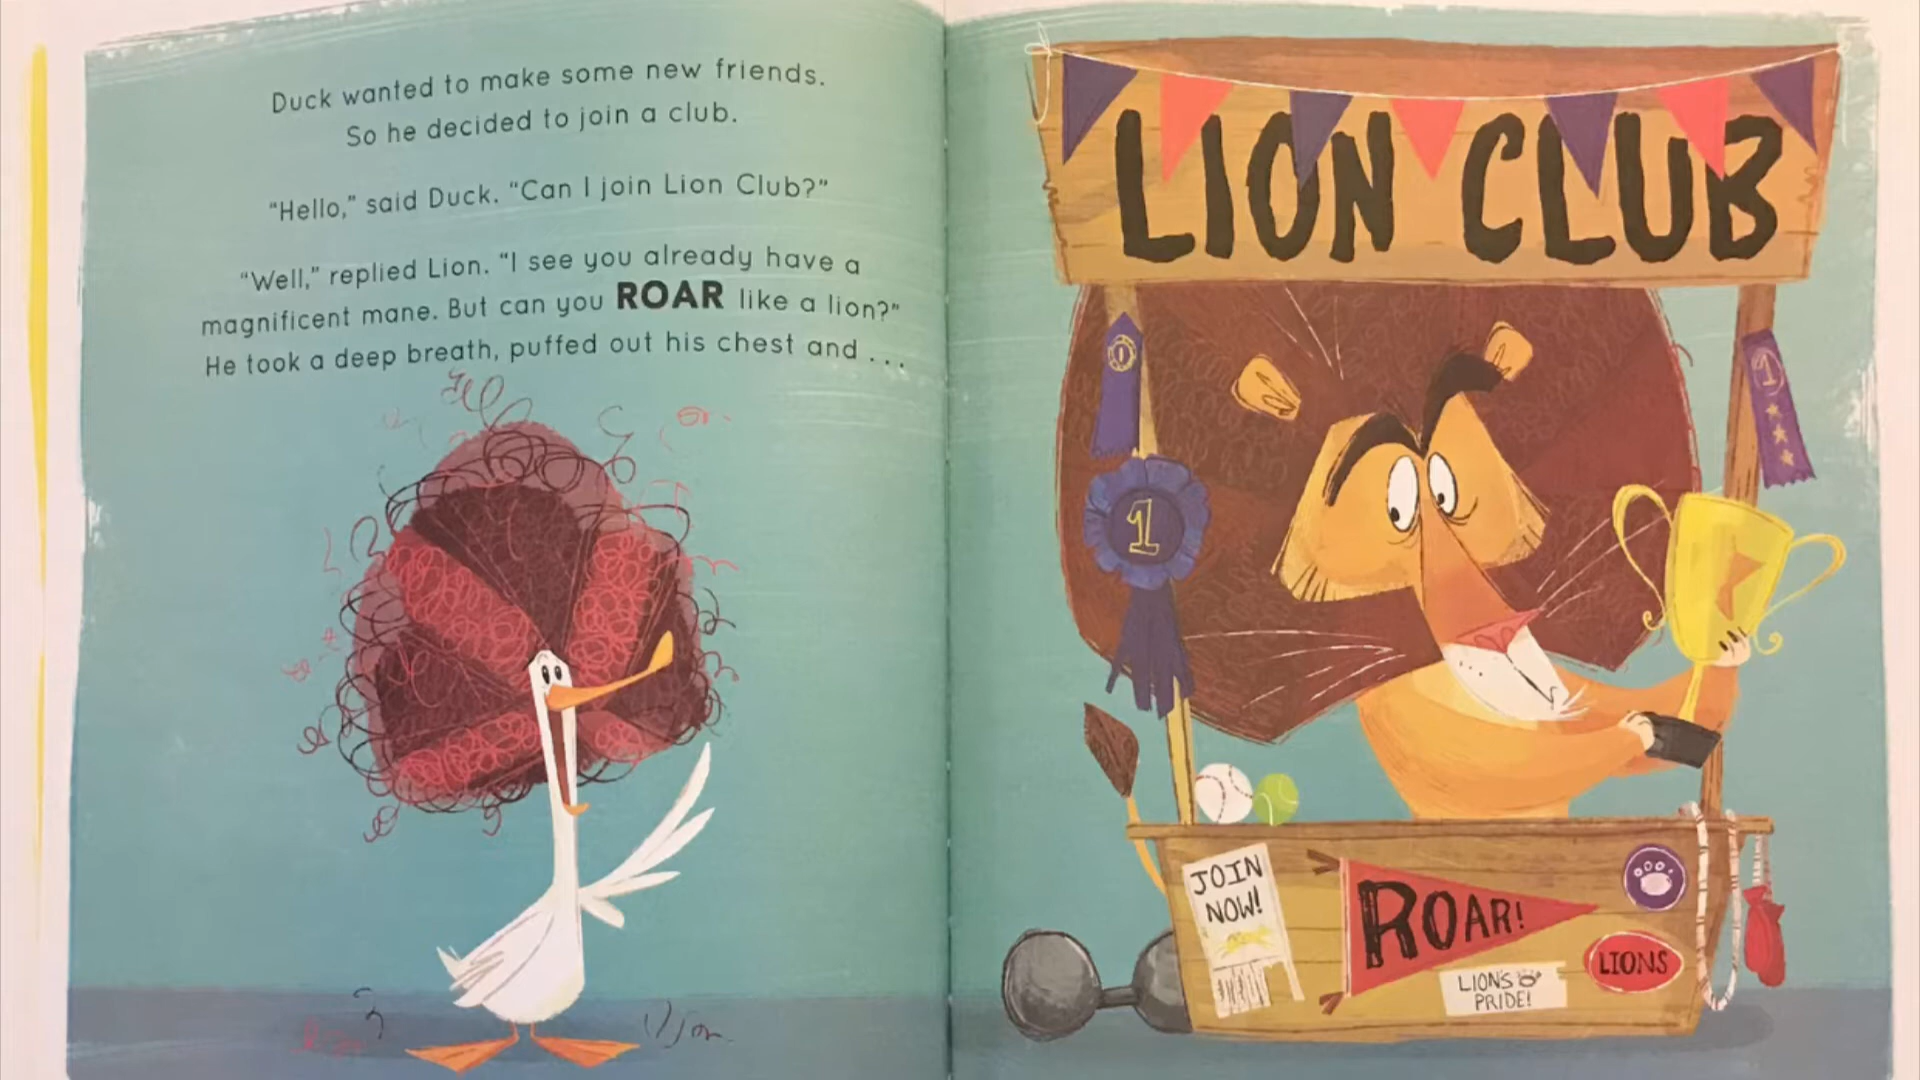 Duck wanted to make some new friends.
So he decided to join a club.
“Hello,” said Duck. “Can I join Lion Club?”
“Well,” replied Lion. “I see you already have a
magnificent mane. But can you ROAR like a lion?”
He took a deep breath, puffed out his chest and . . .
LION CLUB
1
1
1
JOIN
NOW!
ROAR!
LIONS
LION'S
PRIDE!